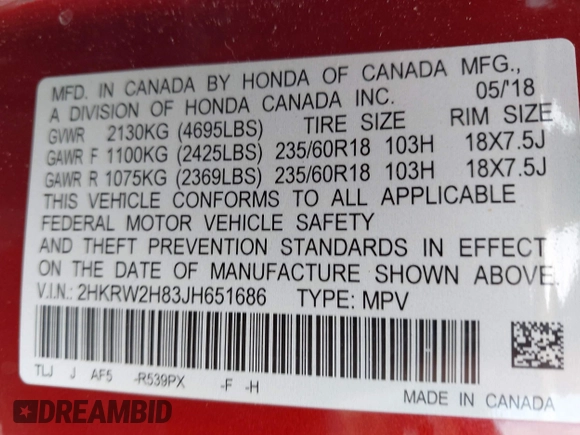 MFD. IN CANADA BY HONDA OF CANADA MFG.,
A DIVISION OF HONDA CANADA INC. 05/'18
GVWR 2130KG (4695LBS) TIRE SIZE RIM SIZE
GAWR F 1100KG (2425LBS) 235/60R18 103H 18X7.5J
GAWR R 1075KG (2369LBS) 235/60R18 103H 18X7.5J
THIS VEHICLE CONFORMS TO ALL APPLICABLE
FEDERAL MOTOR VEHICLE SAFETY
AND THEFT PREVENTION STANDARDS IN EFFECT
ON THE DATE OF MANUFACTURE SHOWN ABOVE.
V.I.N.: 2HKRW2H83JH651686 TYPE: MPV
TLJ J AF5 -R539PX -F -H
MADE IN CANADA
DREAMBID